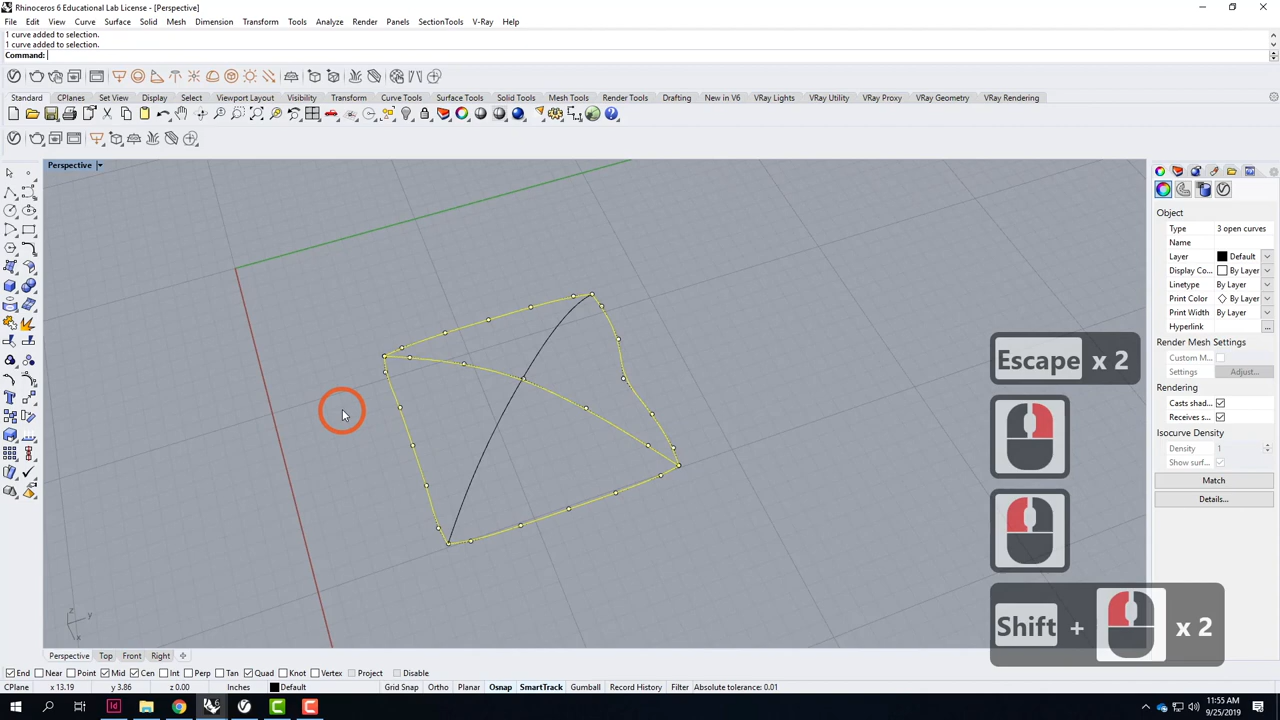 Rhinoceros 6 Educational Lab License - [Perspective]
File Edit View Curve Surface Solid Mesh Dimension Transform Tools Analyze Render Panels SectionTools V-Ray Help
1 curve added to selection.
1 curve added to selection.
Command:
Standard CPlanes Set View Display Select Viewport Layout Visibility Transform Curve Tools Surface Tools Solid Tools Mesh Tools Render Tools Drafting New in V6 VRay Lights VRay Utility VRay Proxy VRay Geometry VRay Rendering
Perspective
Object
Type 3 open curves
Name
Layer Default
Display Co... By Layer
Linetype By Layer
Print Color By Layer
Print Width By Layer
Hyperlink ...
Render Mesh Settings
Custom M...
Settings Adjust...
Rendering
Casts shad...
Receives s...
Isocurve Density
Density 1
Show surf...
Match
Details...
Escape x 2
Shift + x 2
z y x
Perspective Top Front Right
End Near Point Mid Cen Int Perp Tan Quad Knot Vertex Project Disable
CPlane x 13.19 y 3.86 z 0.00 Inches Default Grid Snap Ortho Planar Osnap SmartTrack Gumball Record History Filter Absolute tolerance: 0.01
11:55 AM
9/25/2019